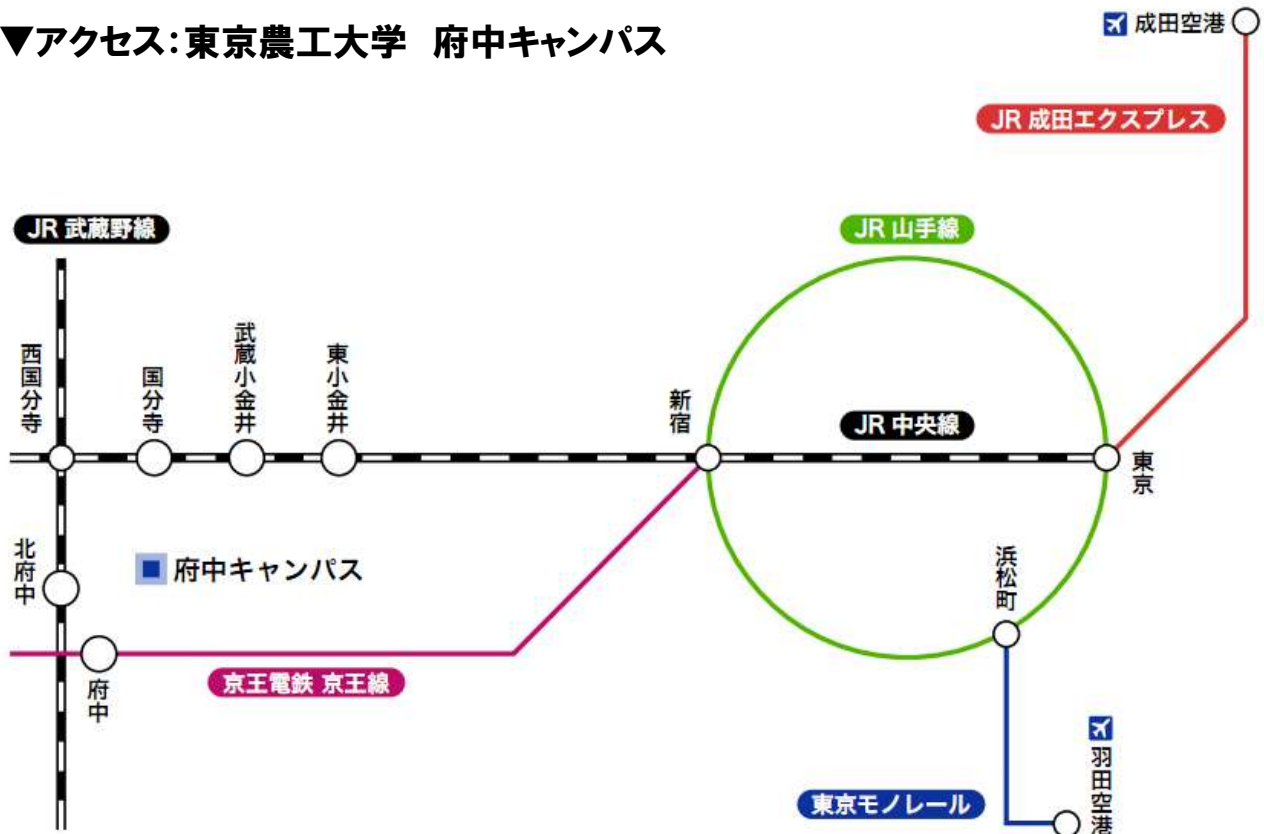 ▼アクセス：東京農工大学　府中キャンパス
成田空港
JR 成田エクスプレス
JR 武蔵野線
JR 山手線
西国分寺
国分寺
武蔵小金井
東小金井
新宿
JR 中央線
東京
北府中
府中キャンパス
浜松町
府中
京王電鉄 京王線
羽田空港
東京モノレール